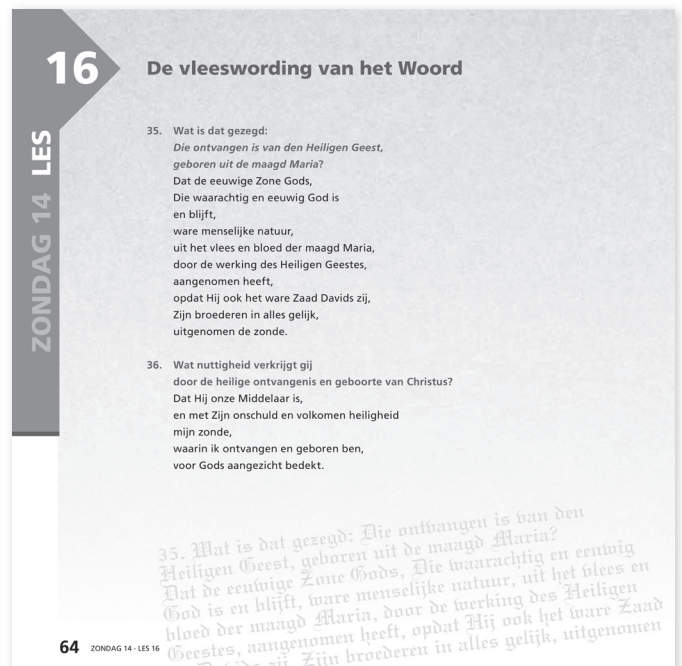 16
De vleeswording van het Woord
ZONDAG 14 LES
35. Wat is dat gezegd:
Die ontvangen is van den Heiligen Geest,
geboren uit de maagd Maria?
Dat de eeuwige Zone Gods,
Die waarachtig en eeuwig God is
en blijft,
ware menselijke natuur,
uit het vlees en bloed der maagd Maria,
door de werking des Heiligen Geestes,
aangenomen heeft,
opdat Hij ook het ware Zaad Davids zij,
Zijn broederen in alles gelijk,
uitgenomen de zonde.
36. Wat nuttigheid verkrijgt gij
door de heilige ontvangenis en geboorte van Christus?
Dat Hij onze Middelaar is,
en met Zijn onschuld en volkomen heiligheid
mijn zonde,
waarin ik ontvangen en geboren ben,
voor Gods aangezicht bedekt.
35. Wat is dat gezegd: Die ontvangen is van den
Heiligen Geest, geboren uit de maagd Maria?
Dat de eeuwige Zone Gods, Die waarachtig en eeuwig
God is en blijft, ware menselijke natuur, uit het vlees en
bloed der maagd Maria, door de werking des Heiligen
Geestes, aangenomen heeft, opdat Hij ook het ware Zaad
Davids zij, Zijn broederen in alles gelijk, uitgenomen
64 ZONDAG 14 - LES 16